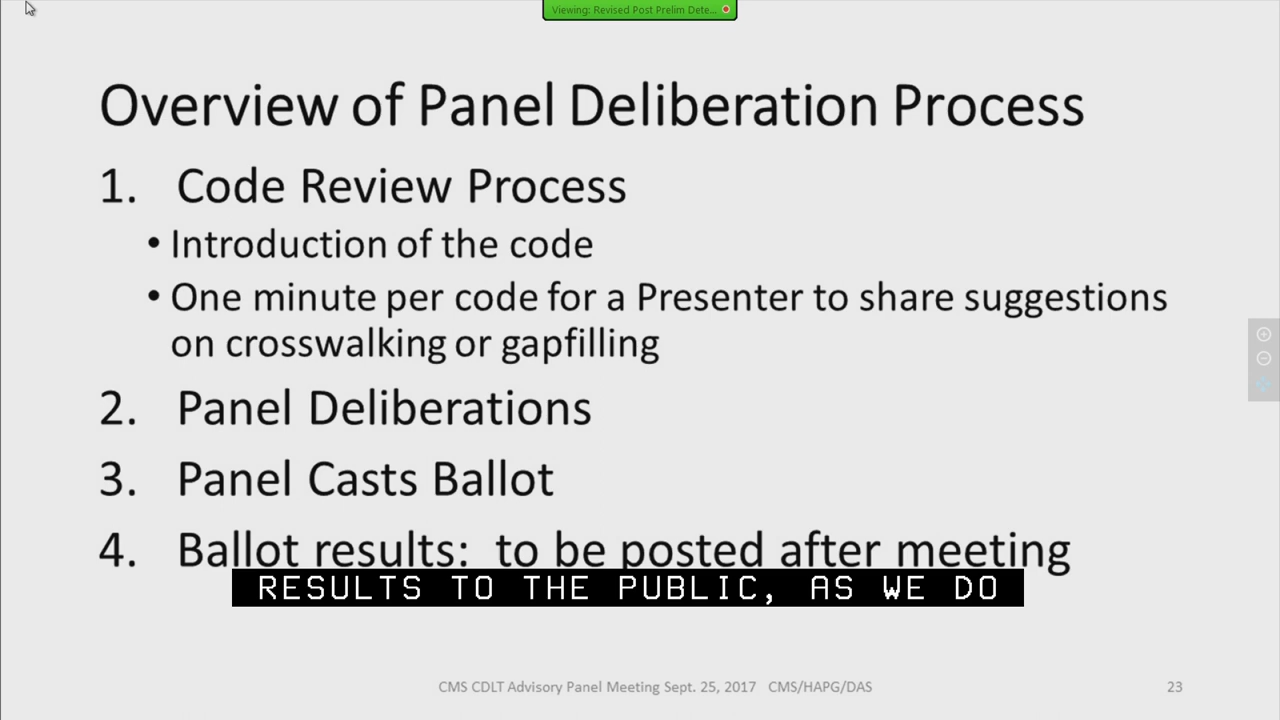 Viewing: Revised Post Prelim Dete...
Overview of Panel Deliberation Process
1. Code Review Process
• Introduction of the code
• One minute per code for a Presenter to share suggestions
on crosswalking or gapfilling
2. Panel Deliberations
3. Panel Casts Ballot
4. Ballot results: to be posted after meeting
RESULTS TO THE PUBLIC, AS WE DO
CMS CDLT Advisory Panel Meeting Sept. 25, 2017 CMS/HAPG/DAS
23